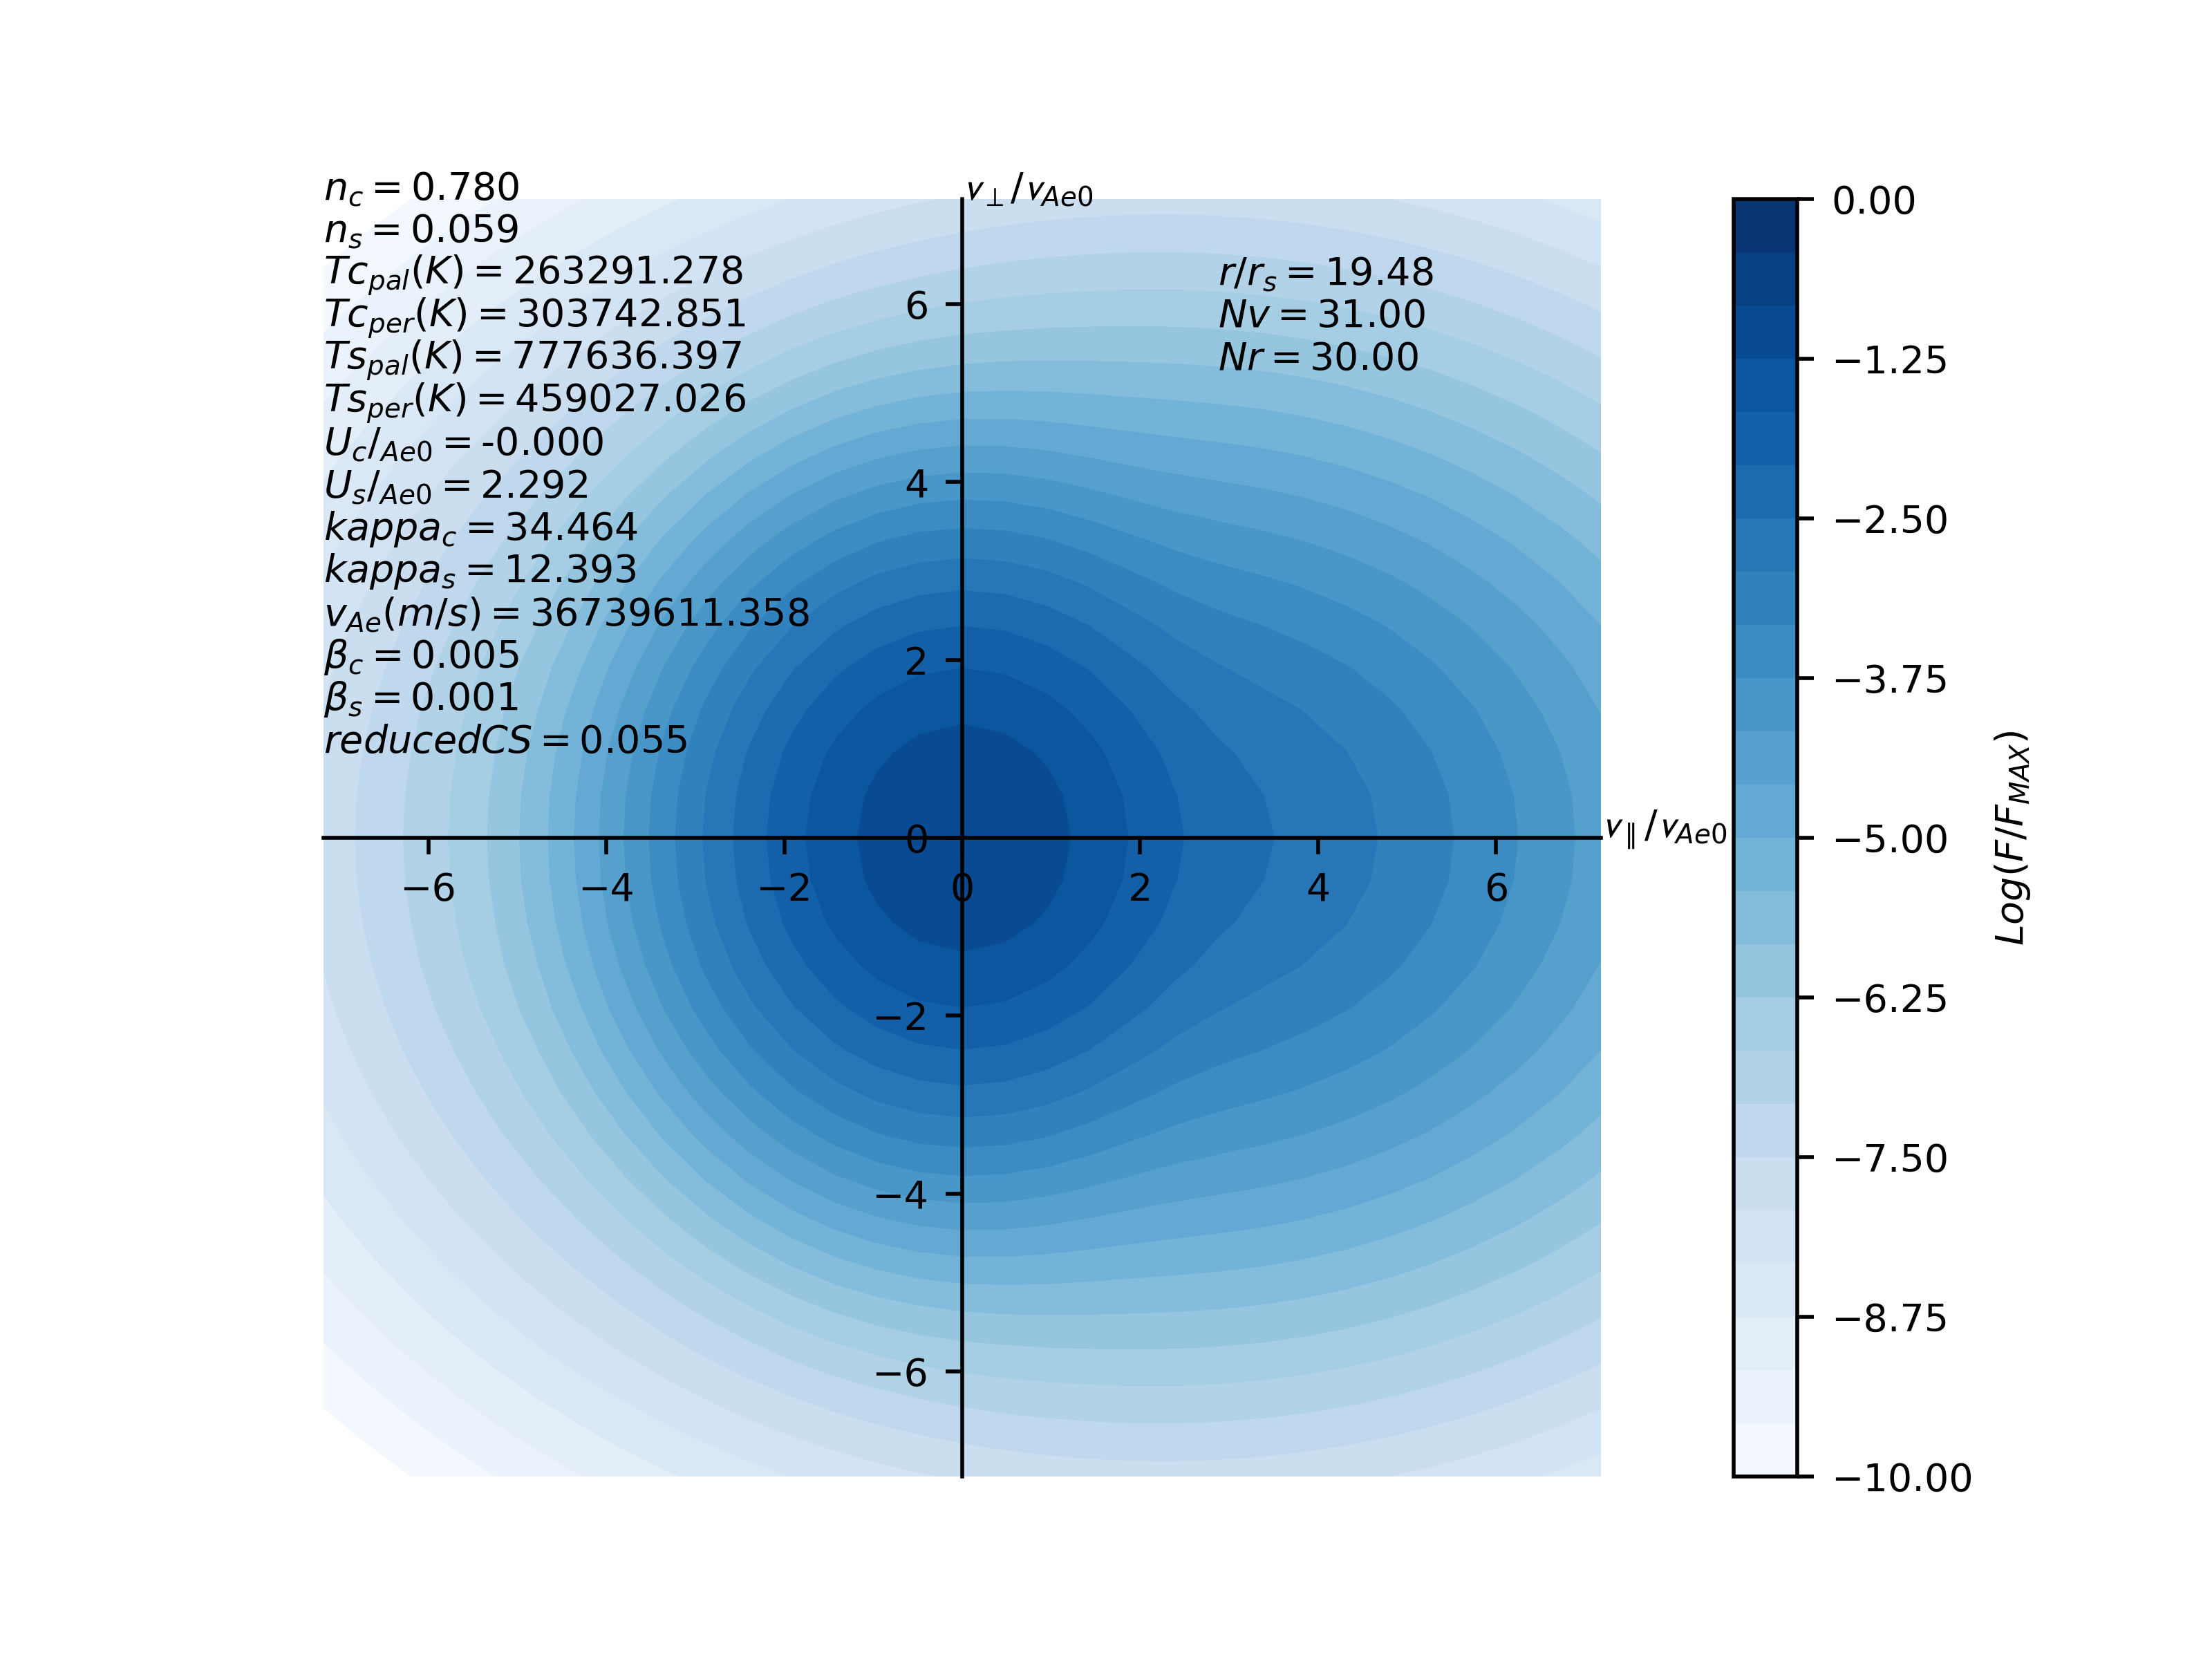 n_c = 0.780
n_s = 0.059
Tc_pal(K) = 263291.278
Tc_per(K) = 303742.851
Ts_pal(K) = 777636.397
Ts_per(K) = 459027.026
U_c/_Ae0 = -0.000
U_s/_Ae0 = 2.292
kappa_c = 34.464
kappa_s = 12.393
v_Ae(m/s) = 36739611.358
β_c = 0.005
β_s = 0.001
reducedCS = 0.055
v_⊥/v_Ae0
r/r_s = 19.48
Nv = 31.00
Nr = 30.00
6
4
2
0
−2
−4
−6
−6 −4 −2 0 2 4 6
v_∥/v_Ae0
0.00
−1.25
−2.50
−3.75
−5.00
−6.25
−7.50
−8.75
−10.00
Log(F/F_MAX)